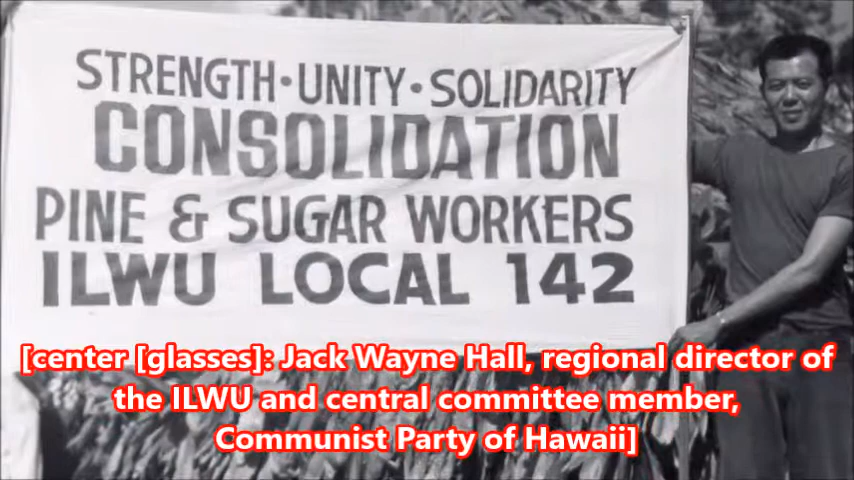 STRENGTH·UNITY·SOLIDARITY
CONSOLIDATION
PINE & SUGAR WORKERS
ILWU LOCAL 142
[center [glasses]: Jack Wayne Hall, regional director of
the ILWU and central committee member,
Communist Party of Hawaii]